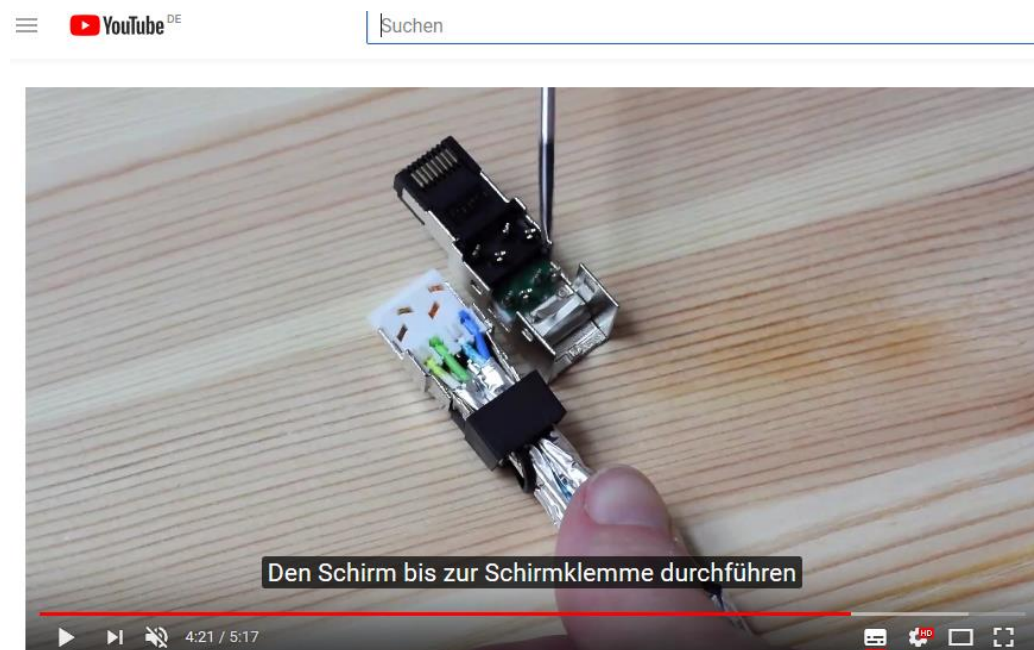 YouTube DE
Suchen
Den Schirm bis zur Schirmklemme durchführen
4:21 / 5:17
HD